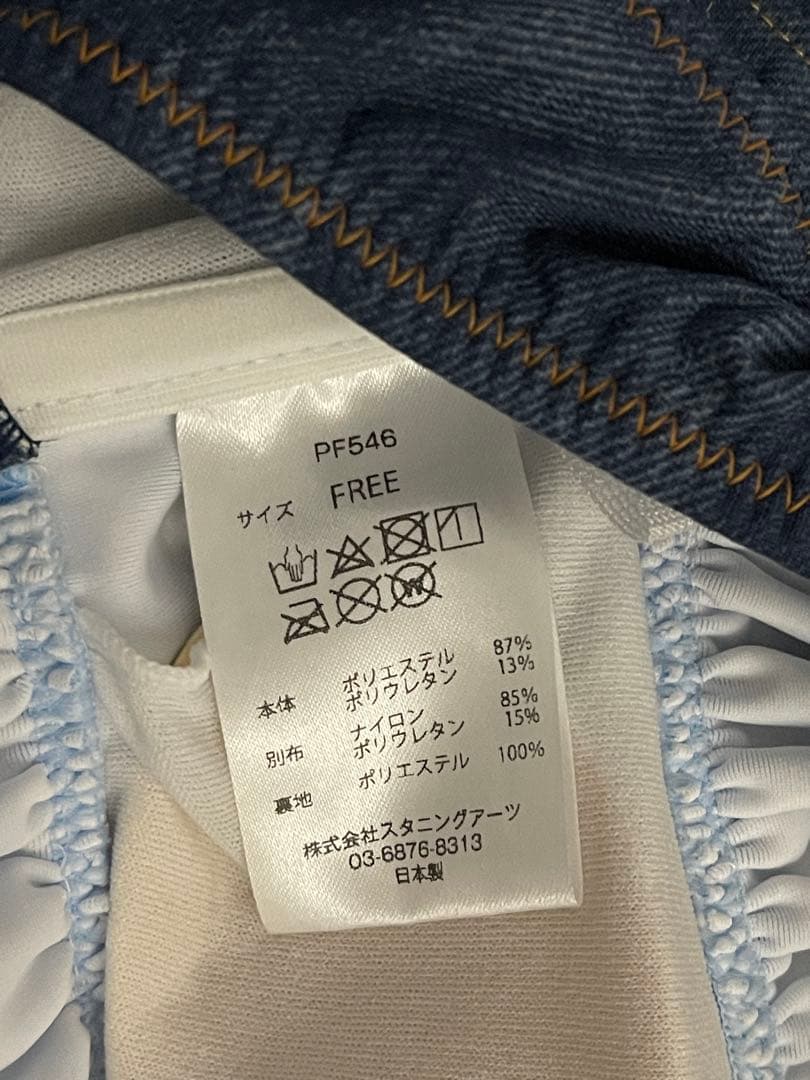 PF546
サイズ FREE
本体 ポリエステル 87%
ポリウレタン 13%
別布 ナイロン 85%
ポリウレタン 15%
裏地 ポリエステル 100%
株式会社スタニングアーツ
03-6876-8313
日本製